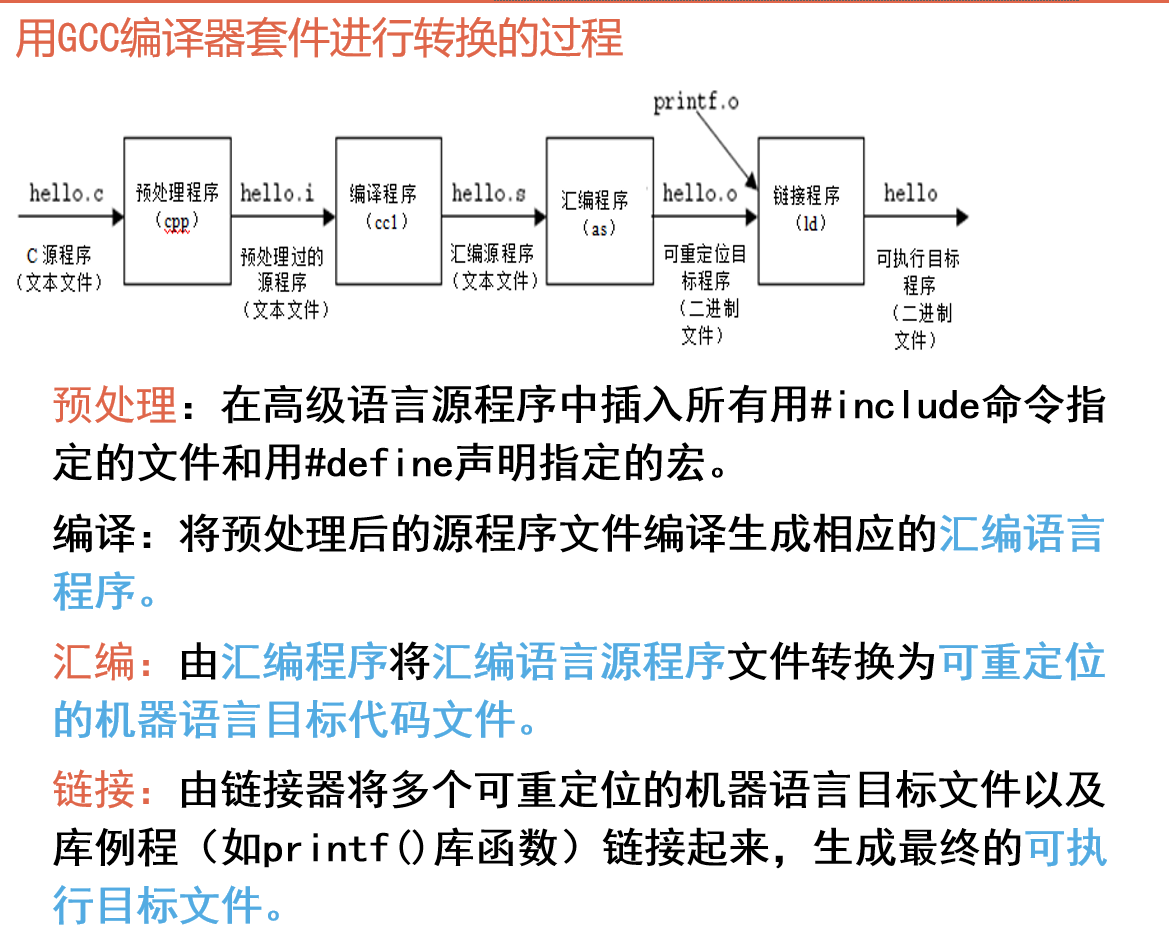 用GCC编译器套件进行转换的过程
printf.o
hello.c
预处理程序
（cpp）
hello.i
编译程序
（cc1）
hello.s
汇编程序
（as）
hello.o
链接程序
（ld）
hello
C 源程序
（文本文件）
预处理过的
源程序
（文本文件）
汇编源程序
（文本文件）
可重定位目
标程序
（二进制
文件）
可执行目标
程序
（二进制
文件）
预处理：在高级语言源程序中插入所有用#include命令指
定的文件和用#define声明指定的宏。
编译：将预处理后的源程序文件编译生成相应的汇编语言
程序。
汇编：由汇编程序将汇编语言源程序文件转换为可重定位
的机器语言目标代码文件。
链接：由链接器将多个可重定位的机器语言目标文件以及
库例程（如printf()库函数）链接起来，生成最终的可执
行目标文件。